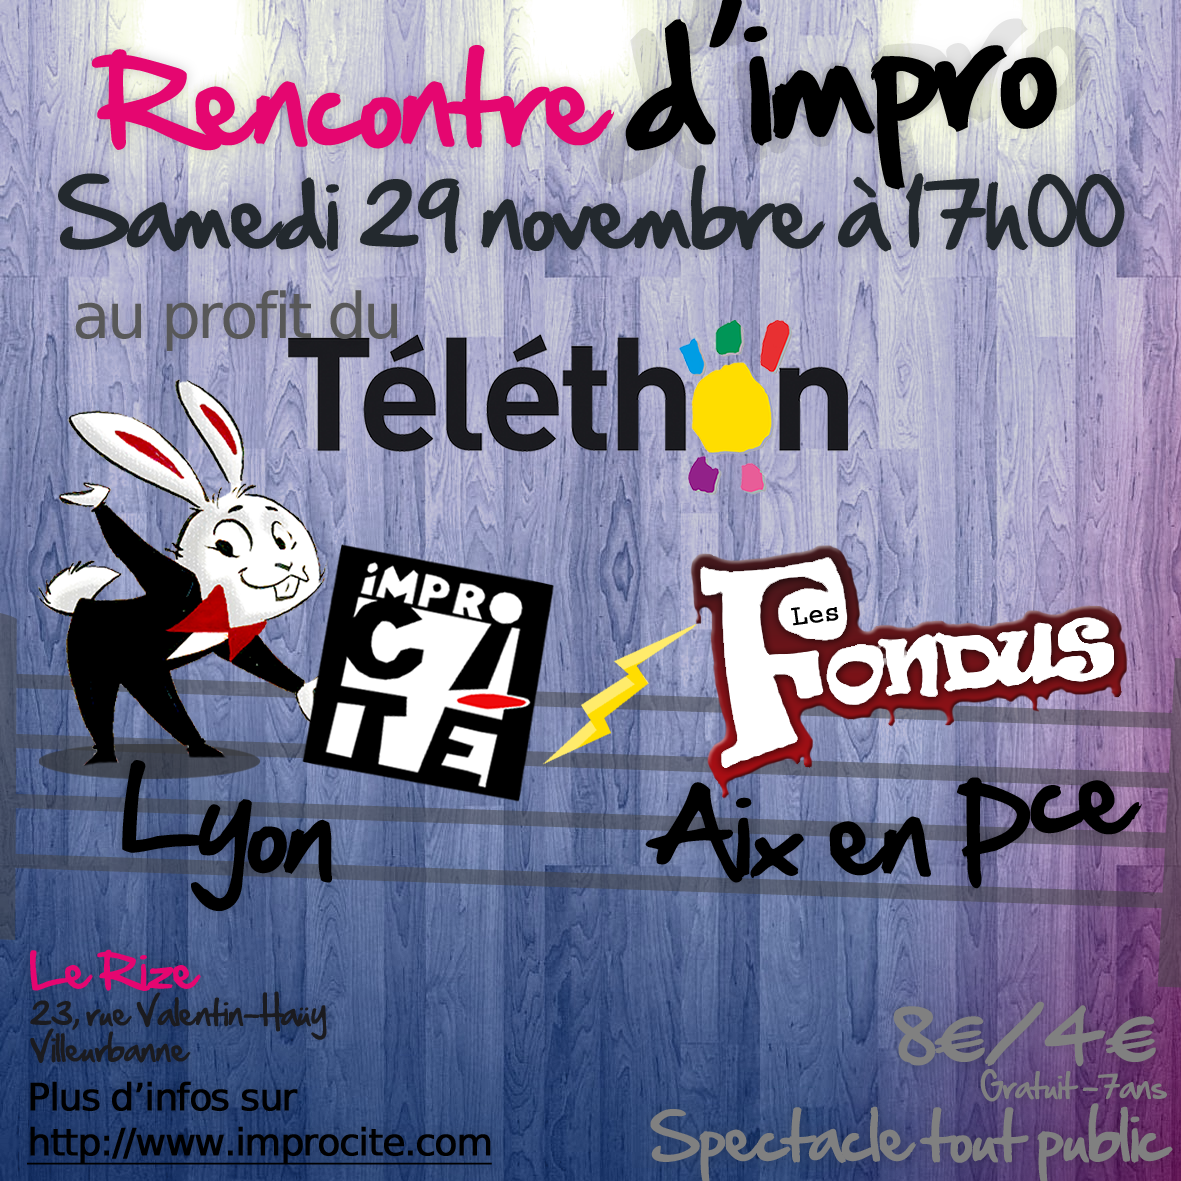 Rencontre d'impro
Samedi 29 novembre à 17h00
au profit du
Téléthon
iMPRO
CITÉ
Les
FONDUS
Lyon
Aix en Pce
Le Rize
23, rue Valentin-Haüy
Villeurbanne
Plus d'infos sur
http://www.improcite.com
8€/4€
Gratuit -7ans
Spectacle tout public